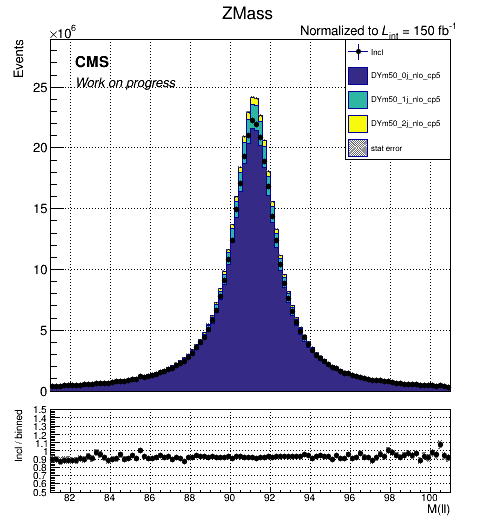 ZMass
×10⁶
Normalized to L_int = 150 fb⁻¹
Events
CMS
Work on progress
Incl
DYm50_0j_nlo_cp5
DYm50_1j_nlo_cp5
DYm50_2j_nlo_cp5
stat error
25
20
15
10
5
0
Incl / binned
1.5
1.4
1.3
1.2
1.1
1
0.9
0.8
0.7
0.6
0.5
82 84 86 88 90 92 94 96 98 100
M(ll)